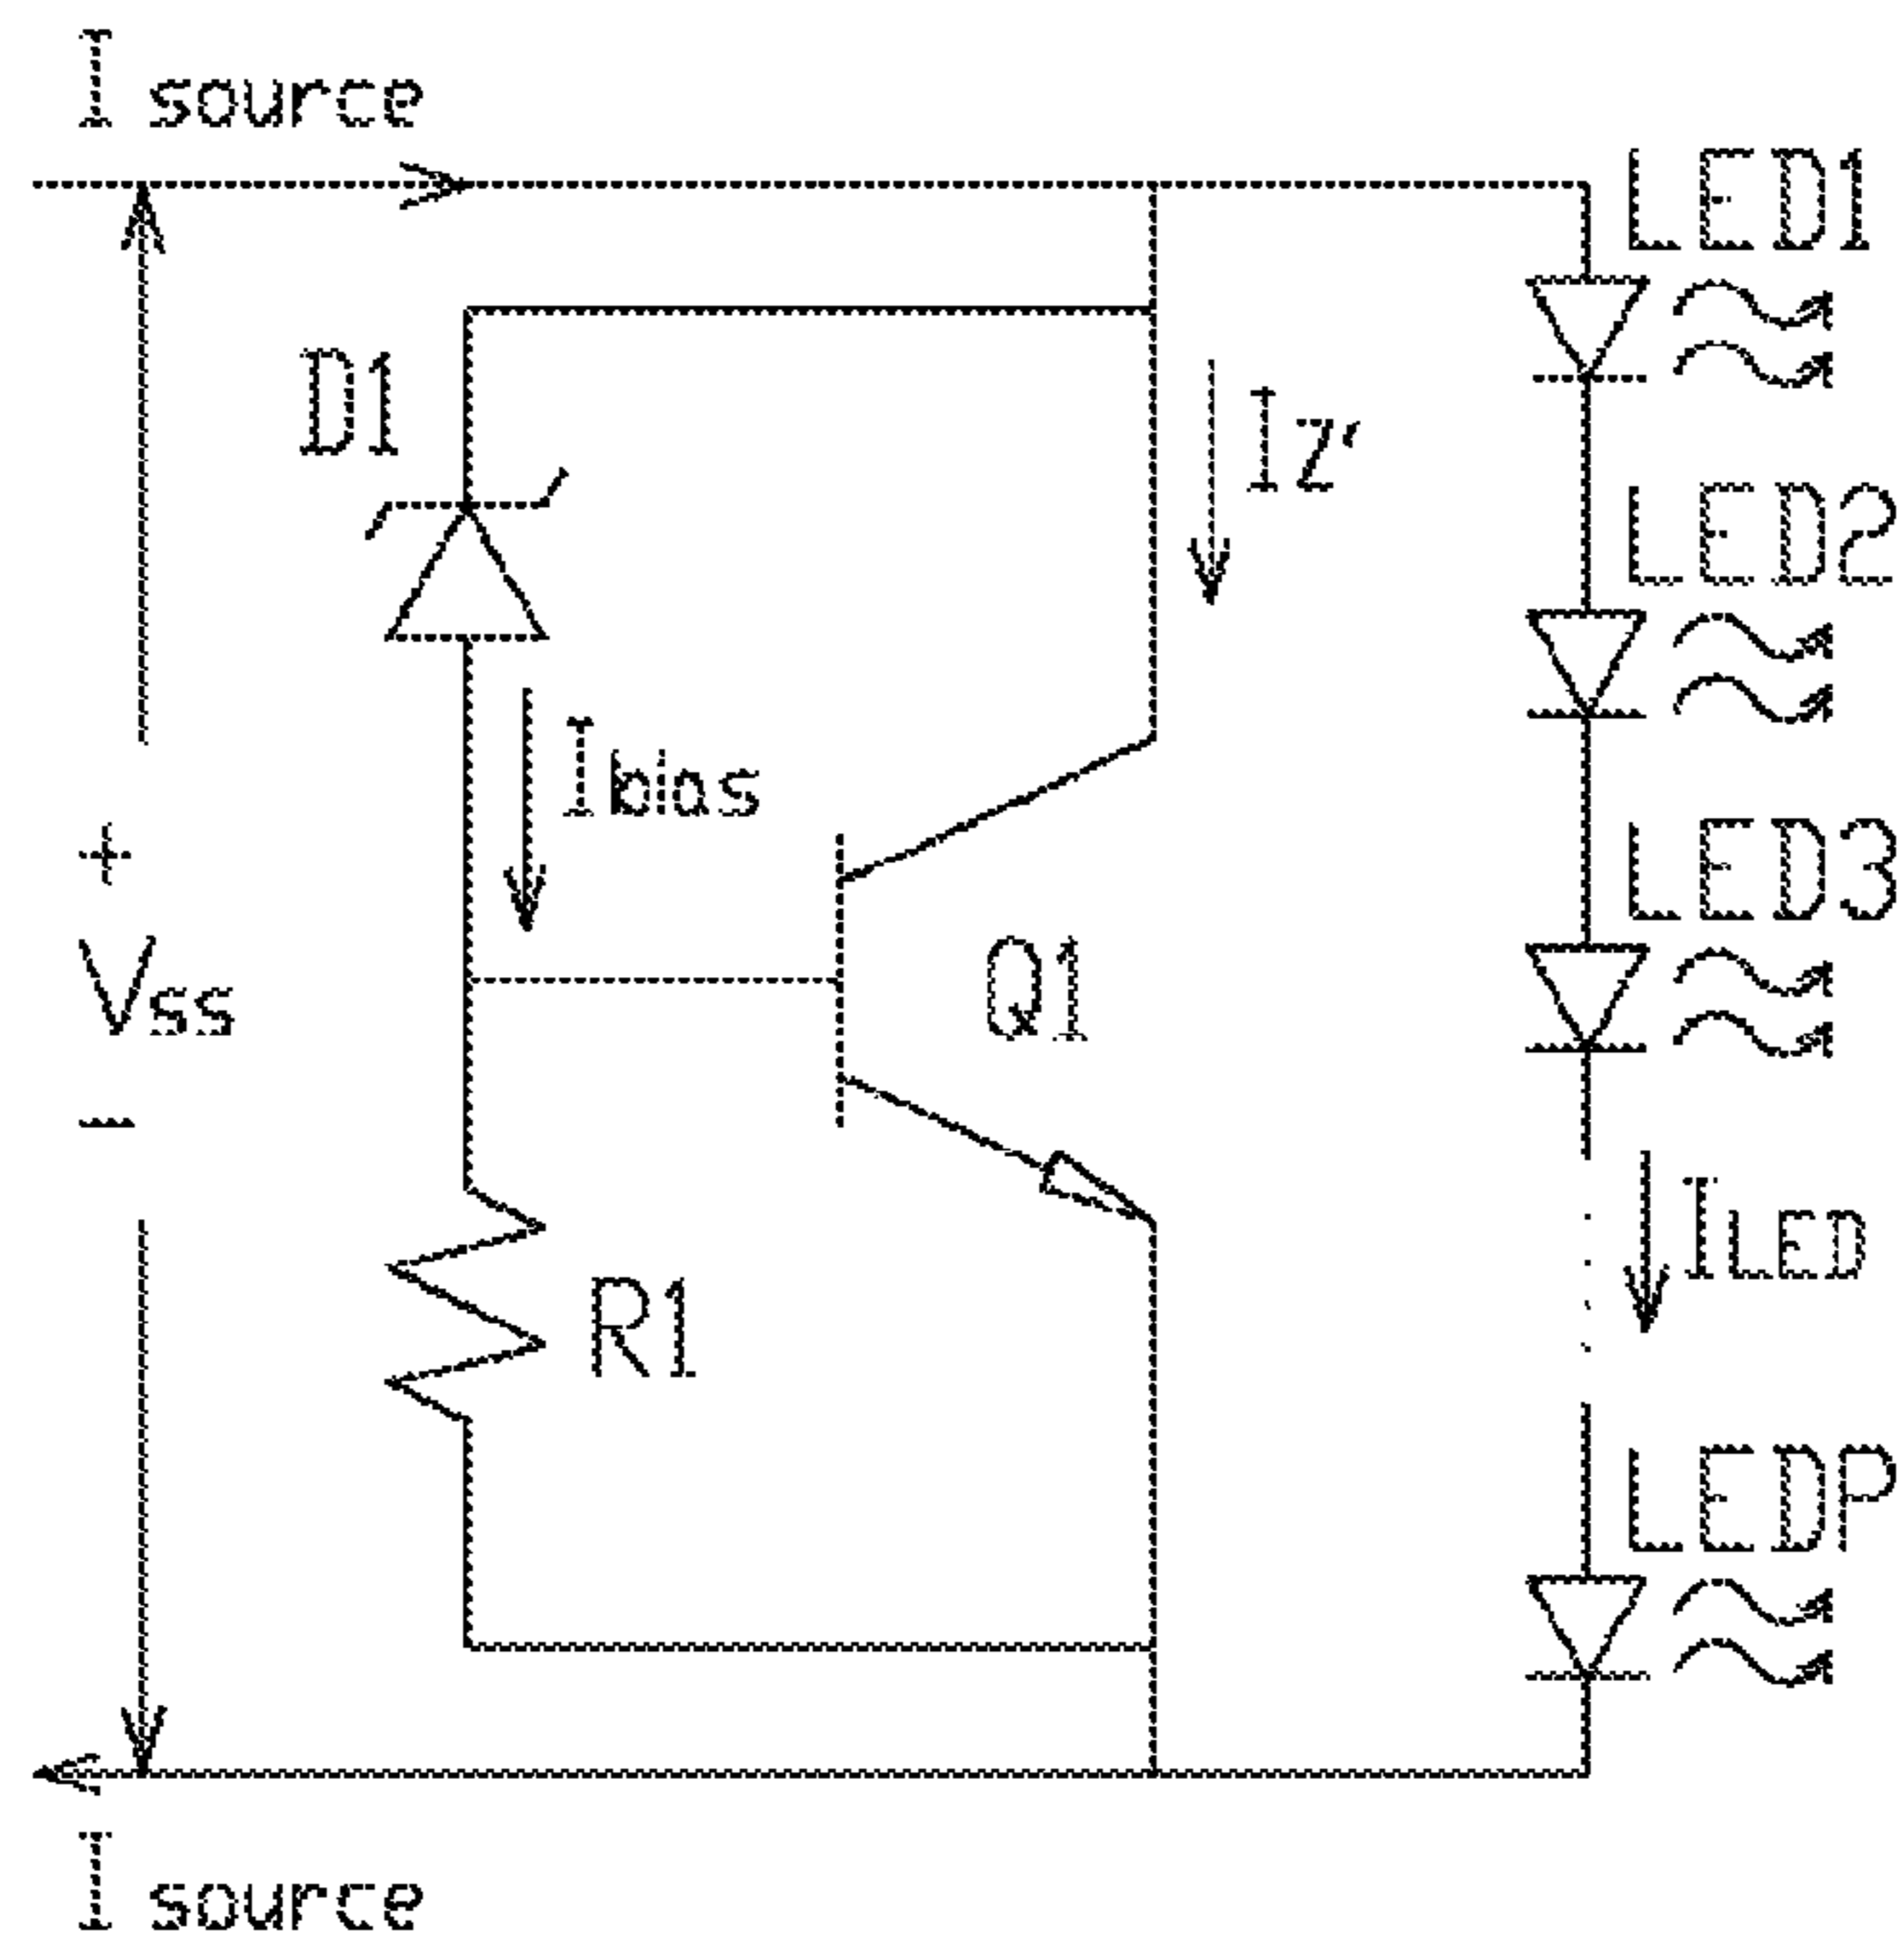 I source
LED1
D1
IZ'
LED2
Ibias
+
LED3
Vss
Q1
−
ILED
R1
LEDP
I source